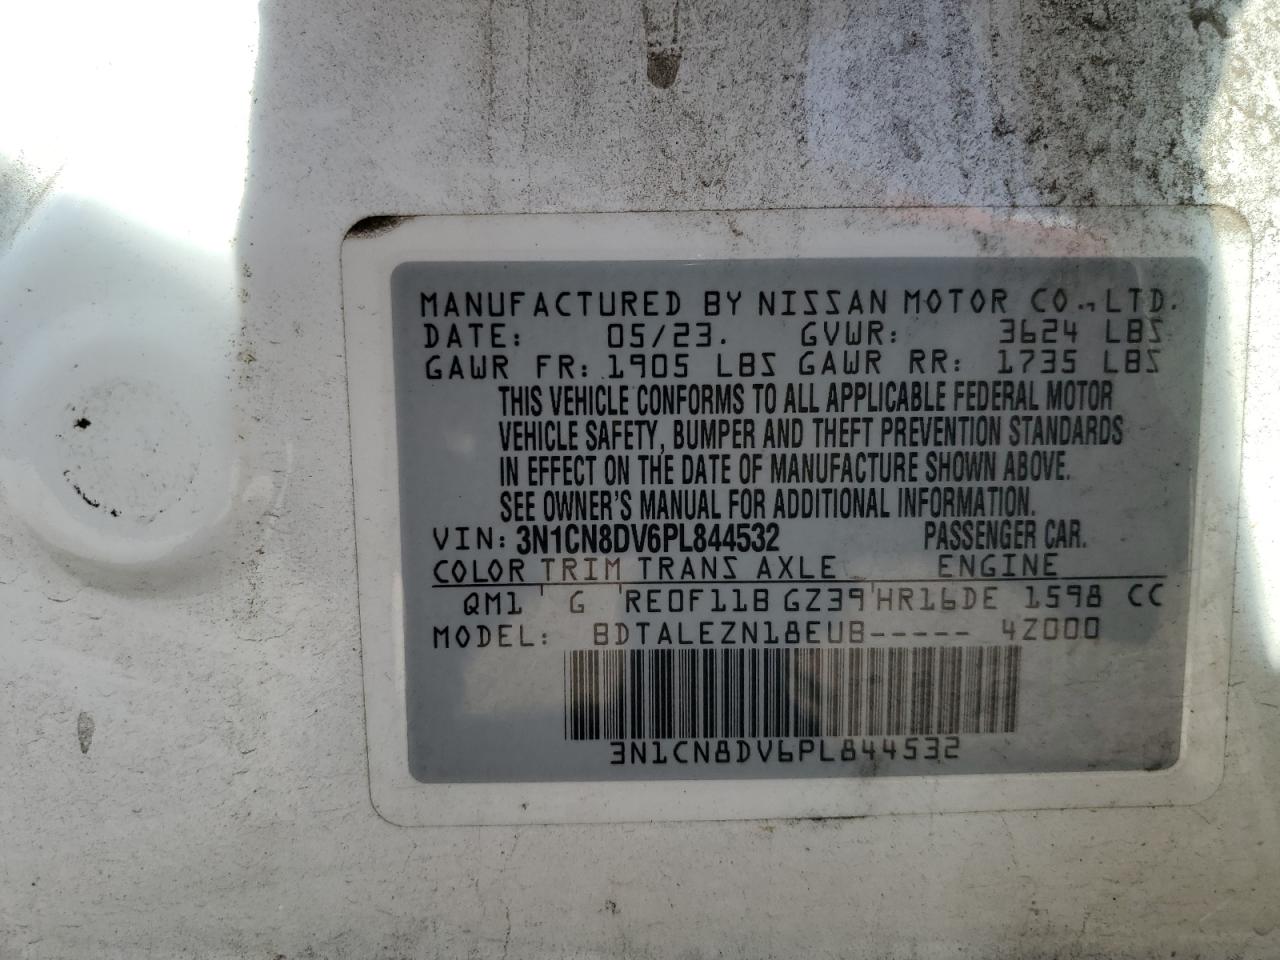 MANUFACTURED BY NISSAN MOTOR CO., LTD.
DATE: 05/23. GVWR: 3624 LBS
GAWR FR: 1905 LBS GAWR RR: 1735 LBS
THIS VEHICLE CONFORMS TO ALL APPLICABLE FEDERAL MOTOR
VEHICLE SAFETY, BUMPER AND THEFT PREVENTION STANDARDS
IN EFFECT ON THE DATE OF MANUFACTURE SHOWN ABOVE.
SEE OWNER'S MANUAL FOR ADDITIONAL INFORMATION.
VIN: 3N1CN8DV6PL844532 PASSENGER CAR.
COLOR TRIM TRANS AXLE ENGINE
QM1 G RE0F11B GZ39 HR16DE 1598 CC
MODEL: BDTALEZN18EUB----- 4Z000
3N1CN8DV6PL844532